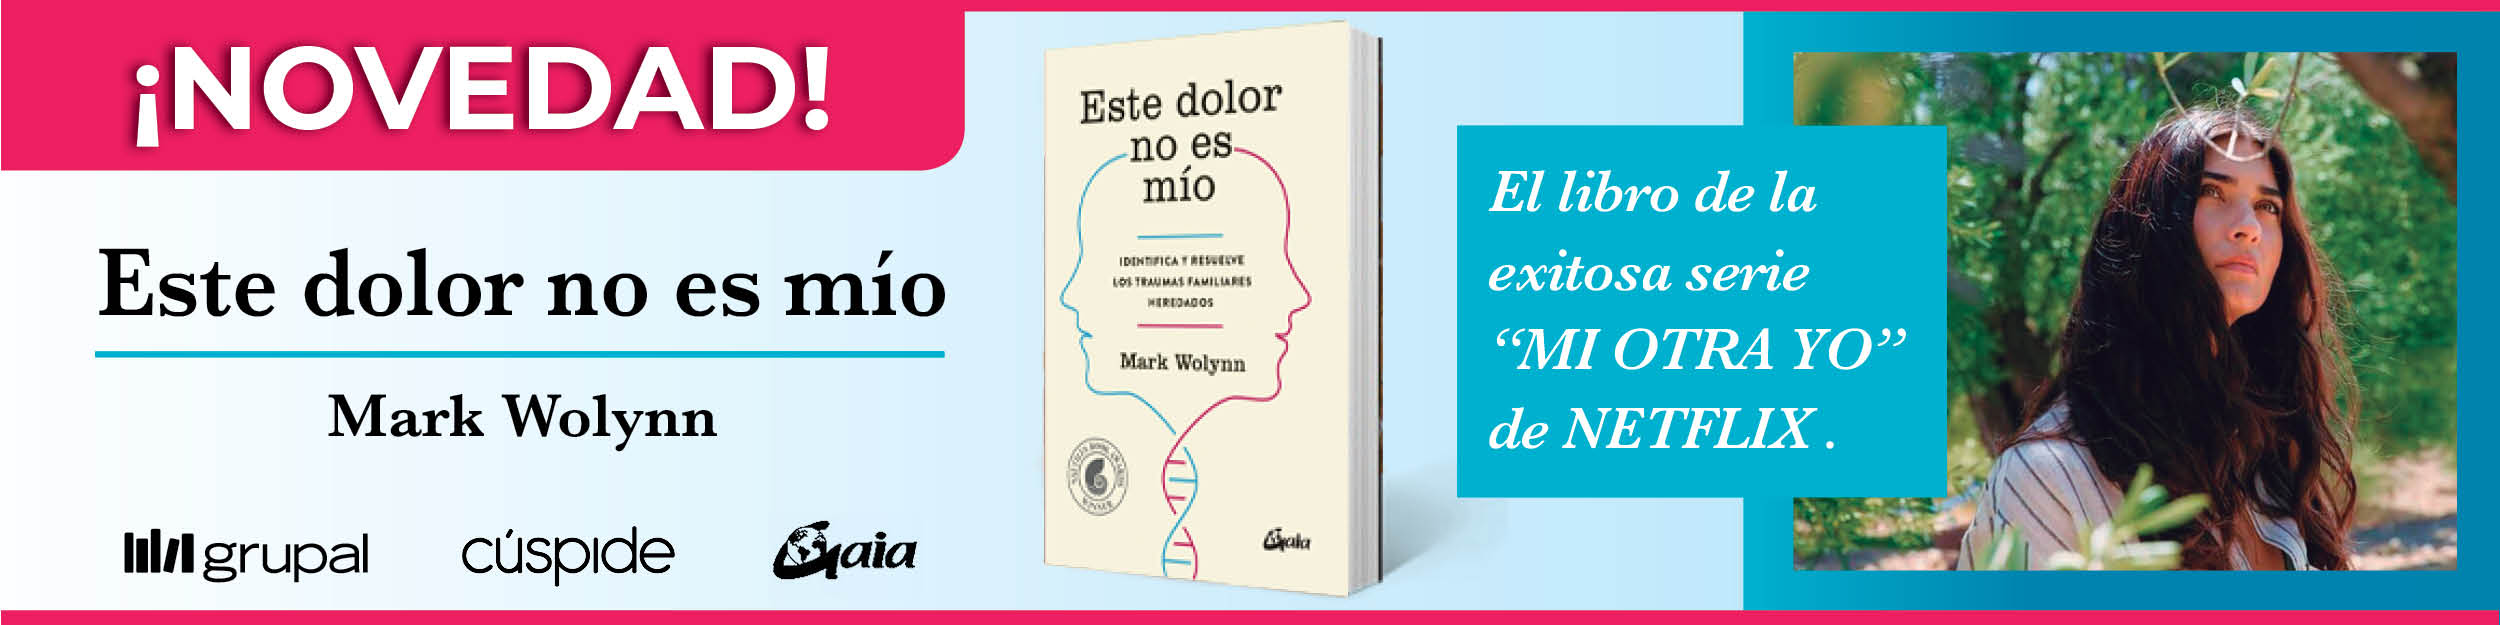 ¡NOVEDAD!
Este dolor no es mío
Mark Wolynn
grupal
cúspide
Gaia
Este dolor
no es
mío
IDENTIFICA Y RESUELVE
LOS TRAUMAS FAMILIARES
HEREDADOS
Mark Wolynn
WINNER
Gaia
El libro de la
exitosa serie
“MI OTRA YO”
de NETFLIX .